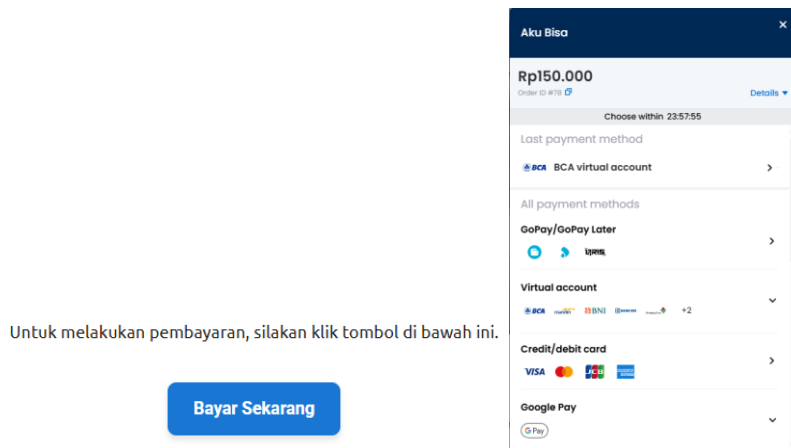 Untuk melakukan pembayaran, silakan klik tombol di bawah ini.
Bayar Sekarang
Aku Bisa
×
Rp150.000
Order ID #78
Details ▼
Choose within 23:57:55
Last payment method
BCA BCA virtual account
All payment methods
GoPay/GoPay Later
Virtual account
BCA mandiri BNI +2
Credit/debit card
VISA JCB
Google Pay
G Pay